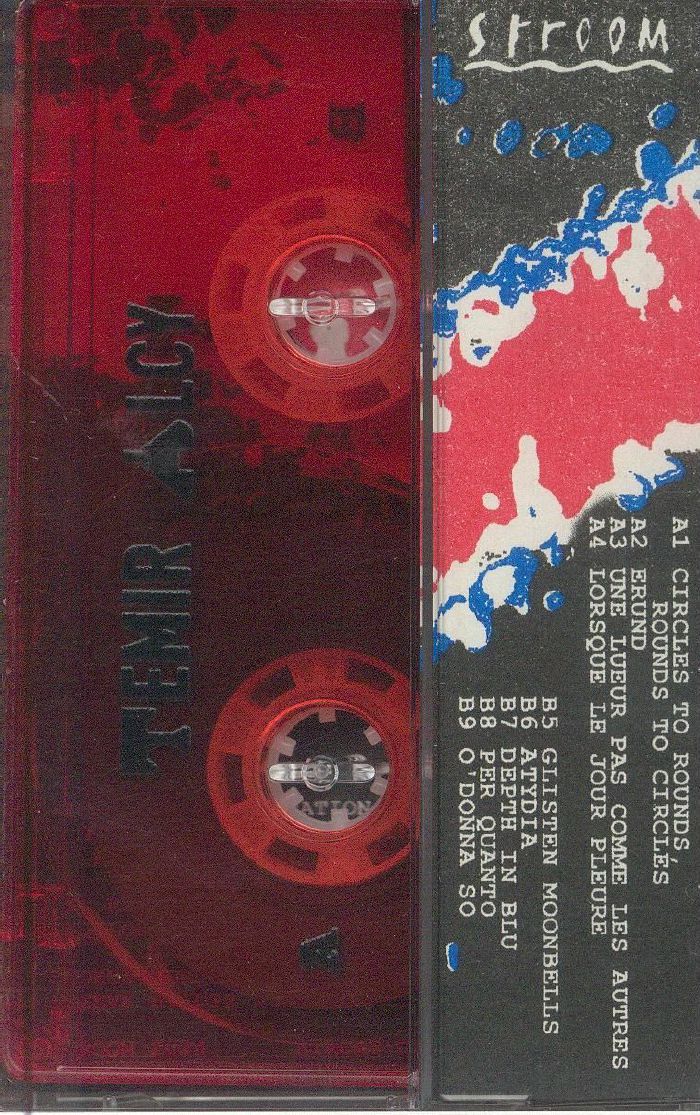 STROOM
A1 CIRCLES TO ROUNDS,
ROUNDS TO CIRCLES
A2 ERUND
A3 UNE LUEUR PAS COMME LES AUTRES
A4 LORSQUE LE JOUR PLEURE
B5 GLISTEN MOONBELLS
B6 ATYDIA
B7 DEPTH IN BLU
B8 PER QUANTO
B9 O'DONNA SO
TEMIR ALCY
B
A
ATION